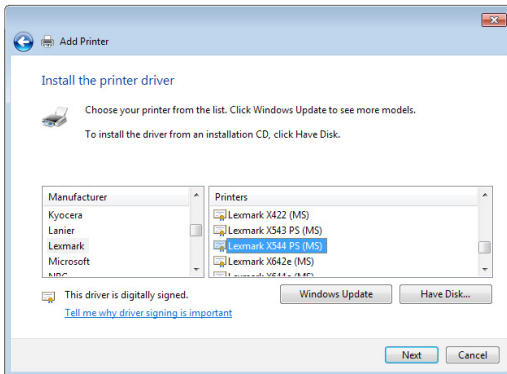 Add Printer
Install the printer driver
Choose your printer from the list. Click Windows Update to see more models.
To install the driver from an installation CD, click Have Disk.
Manufacturer
Kyocera
Lanier
Lexmark
Microsoft
Printers
Lexmark X422 (MS)
Lexmark X543 PS (MS)
Lexmark X544 PS (MS)
Lexmark X642e (MS)
This driver is digitally signed.
Tell me why driver signing is important
Windows Update
Have Disk...
Next
Cancel